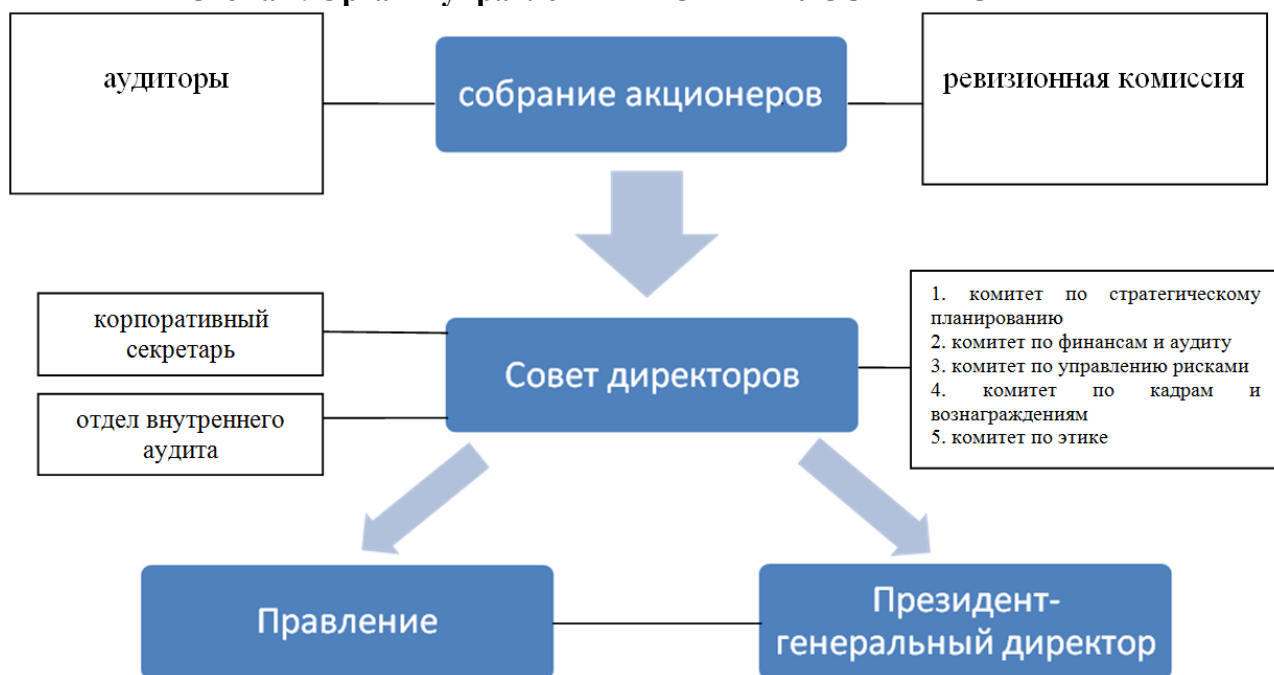 аудиторы
собрание акционеров
ревизионная комиссия
корпоративный
секретарь
отдел внутреннего
аудита
Совет директоров
1. комитет по стратегическому
планированию
2. комитет по финансам и аудиту
3. комитет по управлению рисками
4. комитет по кадрам и
вознаграждениям
5. комитет по этике
Правление
Президент-
генеральный директор